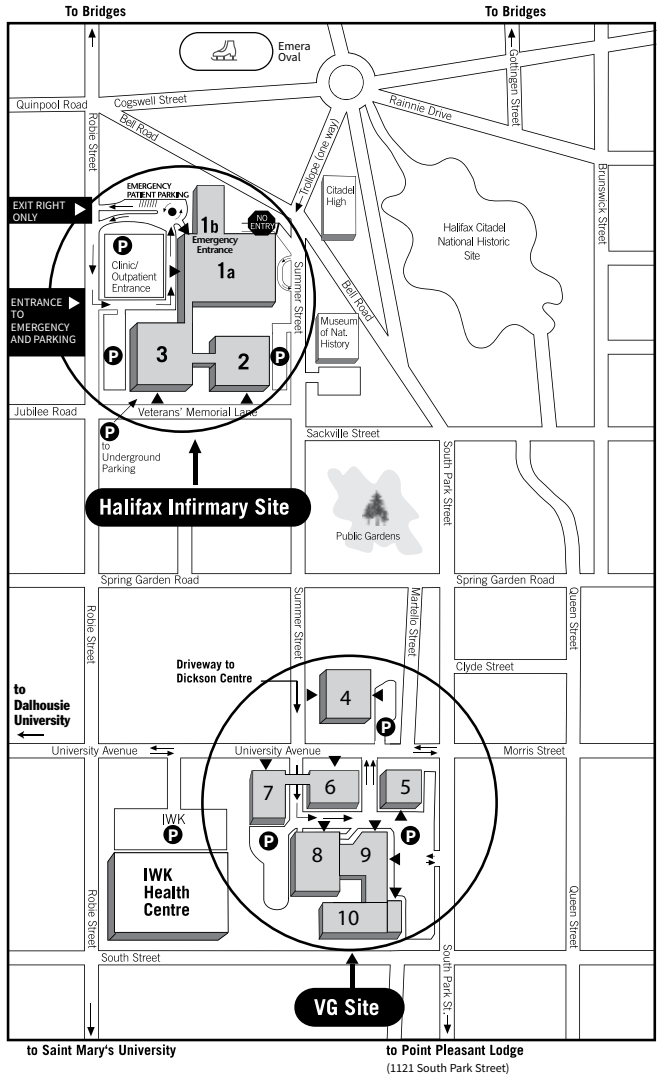 To Bridges
To Bridges
Emera
Oval
Gottingen Street
Quinpool Road
Cogswell Street
Rainnie Drive
Robie Street
Bell Road
Trollope (one way)
Brunswick Street
EMERGENCY
PATIENT PARKING
EXIT RIGHT
ONLY
1b
NO
ENTRY
Citadel
High
Halifax Citadel
National Historic
Site
P
Emergency
Entrance
Clinic/
Outpatient
Entrance
1a
Summer Street
Bell Road
ENTRANCE
TO
EMERGENCY
AND PARKING
Museum
of Nat.
History
P
3
2
P
Jubilee Road
Veterans' Memorial Lane
P
to
Underground
Parking
Sackville Street
South Park Street
Halifax Infirmary Site
Public Gardens
Spring Garden Road
Spring Garden Road
Robie Street
Summer Street
Martello Street
Queen Street
Driveway to
Dickson Centre
Clyde Street
to
Dalhousie
University
4
P
University Avenue
University Avenue
Morris Street
7
6
5
IWK
P
P
P
8
9
IWK
Health
Centre
Robie Street
Queen Street
10
South Street
South Park St.
VG Site
to Saint Mary's University
to Point Pleasant Lodge
(1121 South Park Street)